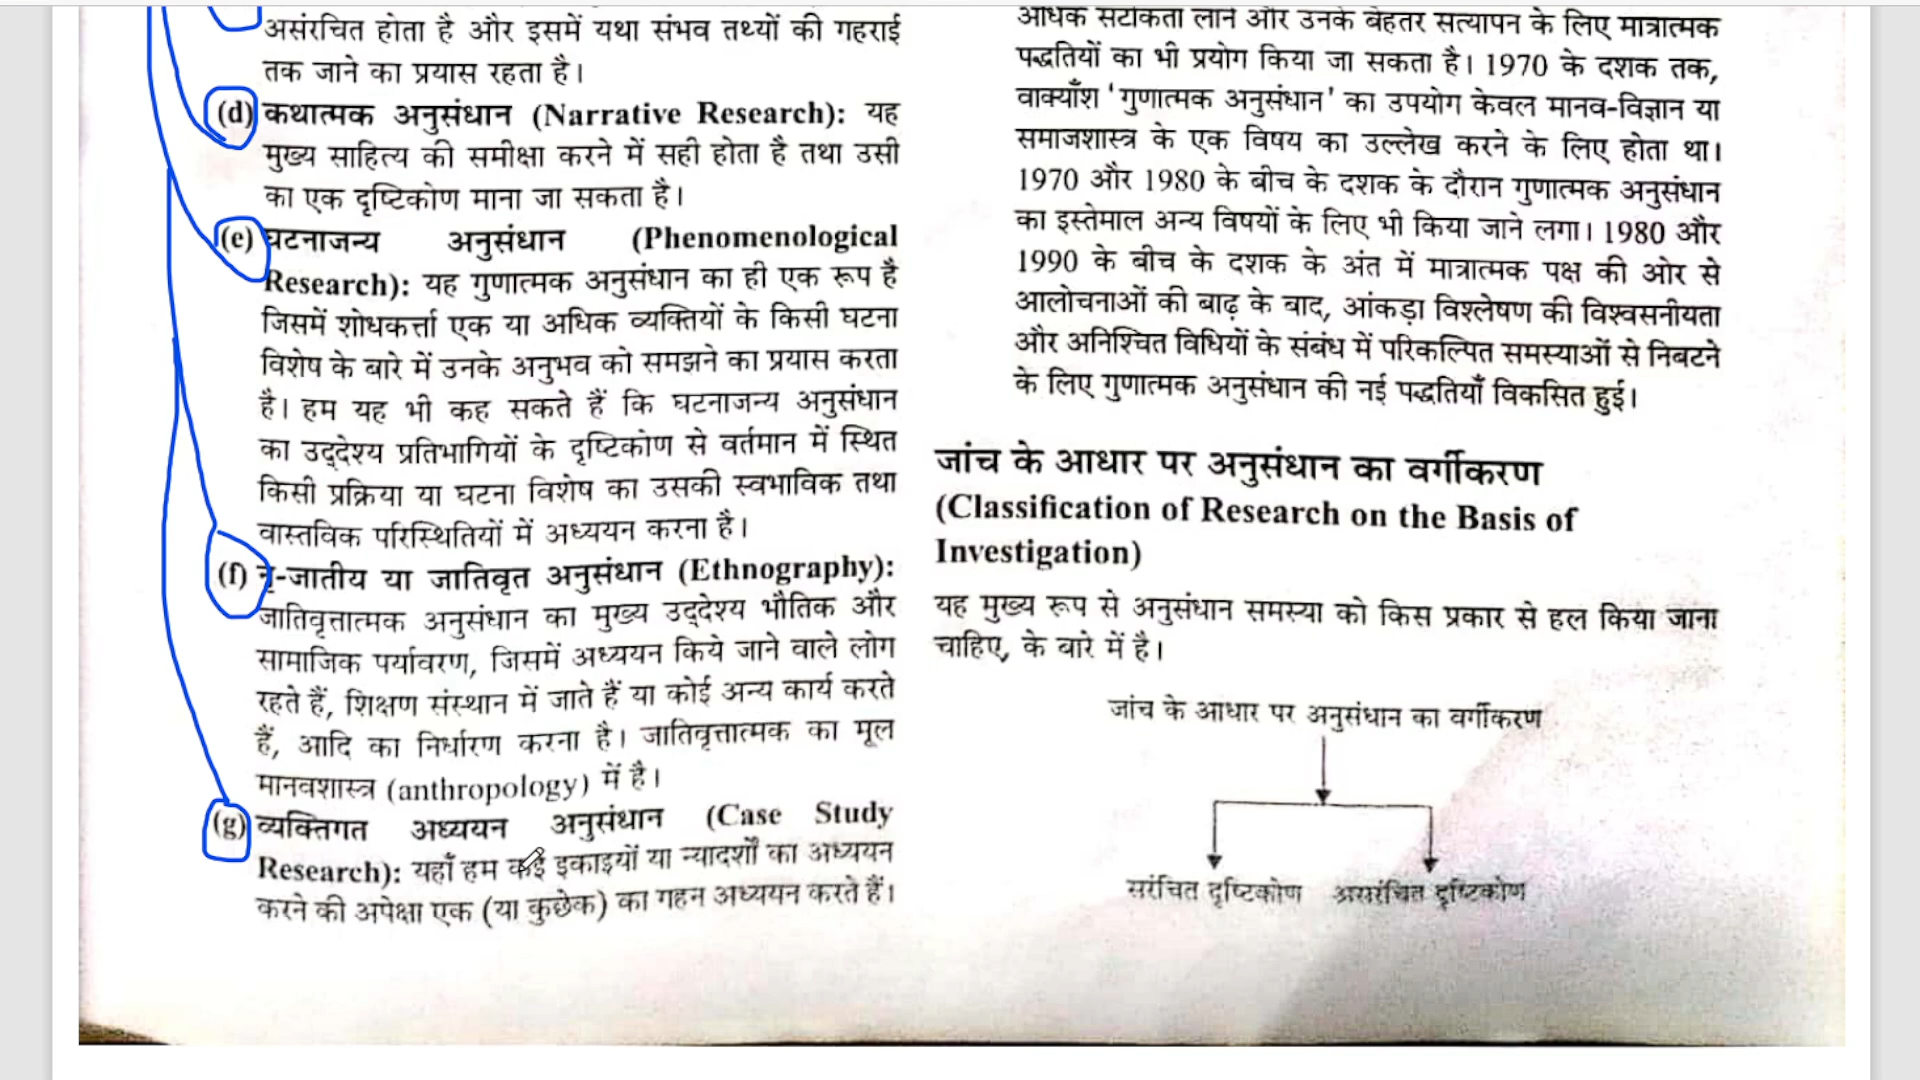 असंरचित होता है और इसमें यथा संभव तथ्यों की गहराई
तक जाने का प्रयास रहता है।
(d) कथात्मक अनुसंधान (Narrative Research): यह
मुख्य साहित्य की समीक्षा करने में सही होता है तथा उसी
का एक दृष्टिकोण माना जा सकता है।
(e) घटनाजन्य अनुसंधान (Phenomenological
Research): यह गुणात्मक अनुसंधान का ही एक रूप है
जिसमें शोधकर्त्ता एक या अधिक व्यक्तियों के किसी घटना
विशेष के बारे में उनके अनुभव को समझने का प्रयास करता
है। हम यह भी कह सकते हैं कि घटनाजन्य अनुसंधान
का उद्देश्य प्रतिभागियों के दृष्टिकोण से वर्तमान में स्थित
किसी प्रक्रिया या घटना विशेष का उसकी स्वभाविक तथा
वास्तविक परिस्थितियों में अध्ययन करना है।
(f) नृ-जातीय या जातिवृत अनुसंधान (Ethnography):
जातिवृत्तात्मक अनुसंधान का मुख्य उद्देश्य भौतिक और
सामाजिक पर्यावरण, जिसमें अध्ययन किये जाने वाले लोग
रहते हैं, शिक्षण संस्थान में जाते हैं या कोई अन्य कार्य करते
हैं, आदि का निर्धारण करना है। जातिवृत्तात्मक का मूल
मानवशास्त्र (anthropology) में है।
(g) व्यक्तिगत अध्ययन अनुसंधान (Case Study
Research): यहाँ हम कई इकाइयों या न्यादर्शों का अध्ययन
करने की अपेक्षा एक (या कुछेक) का गहन अध्ययन करते हैं।
अधिक सटीकता लाने और उनके बेहतर सत्यापन के लिए मात्रात्मक
पद्धतियों का भी प्रयोग किया जा सकता है। 1970 के दशक तक,
वाक्याँश 'गुणात्मक अनुसंधान' का उपयोग केवल मानव-विज्ञान या
समाजशास्त्र के एक विषय का उल्लेख करने के लिए होता था।
1970 और 1980 के बीच के दशक के दौरान गुणात्मक अनुसंधान
का इस्तेमाल अन्य विषयों के लिए भी किया जाने लगा। 1980 और
1990 के बीच के दशक के अंत में मात्रात्मक पक्ष की ओर से
आलोचनाओं की बाढ़ के बाद, आंकड़ा विश्लेषण की विश्वसनीयता
और अनिश्चित विधियों के संबंध में परिकल्पित समस्याओं से निबटने
के लिए गुणात्मक अनुसंधान की नई पद्धतियाँ विकसित हुई।
जांच के आधार पर अनुसंधान का वर्गीकरण
(Classification of Research on the Basis of
Investigation)
यह मुख्य रूप से अनुसंधान समस्या को किस प्रकार से हल किया जाना
चाहिए, के बारे में है।
जांच के आधार पर अनुसंधान का वर्गीकरण
सरंचित दृष्टिकोण असरंचित दृष्टिकोण